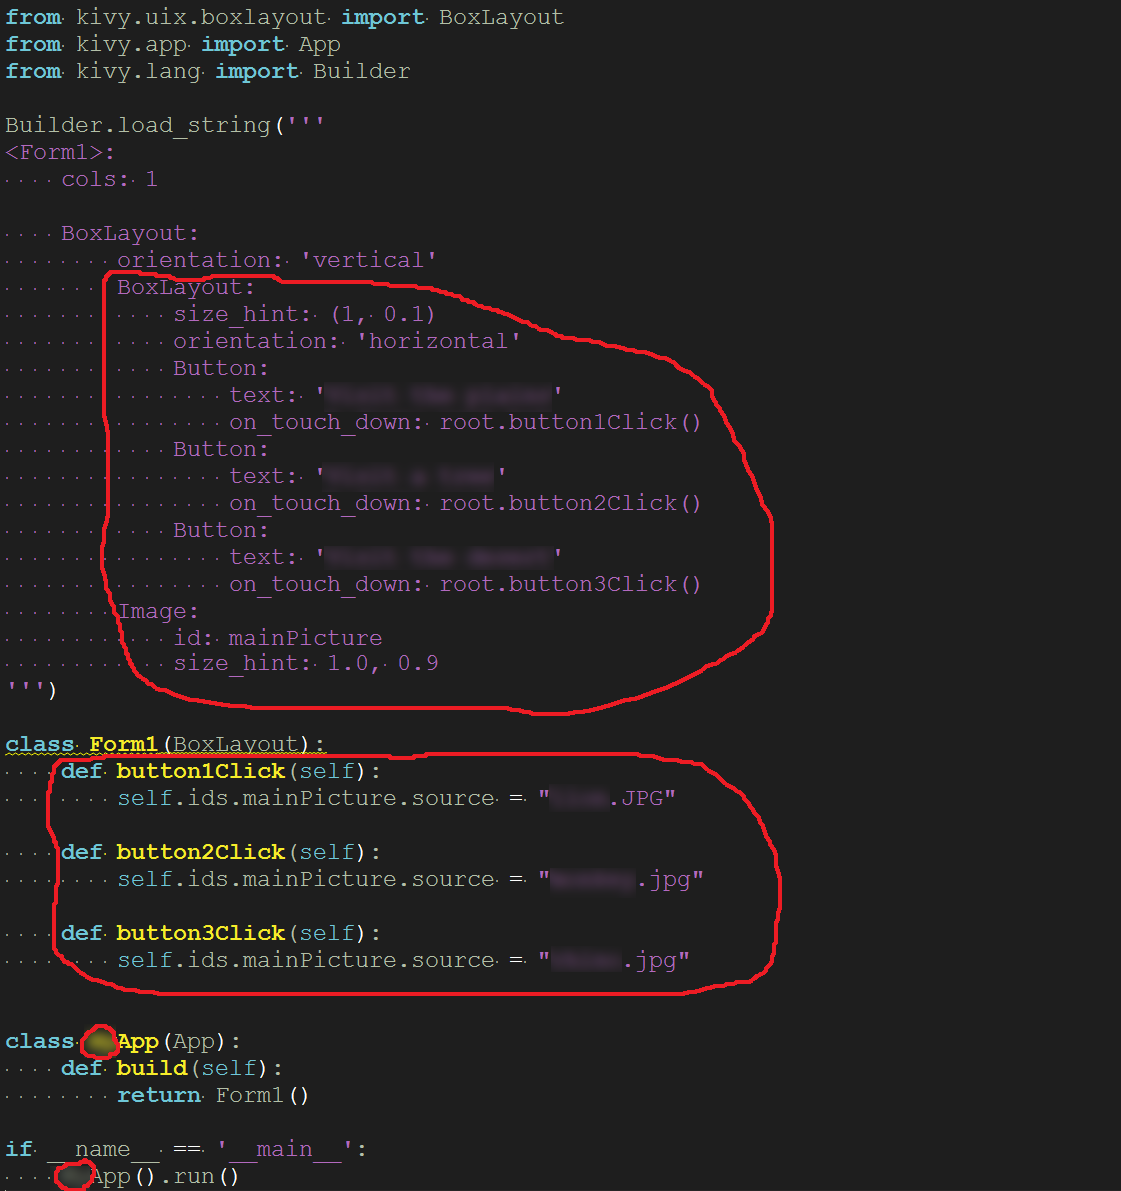 from kivy.uix.boxlayout import BoxLayout
from kivy.app import App
from kivy.lang import Builder
Builder.load_string('''
<Form1>:
cols: 1
BoxLayout:
orientation: 'vertical'
BoxLayout:
size_hint: (1, 0.1)
orientation: 'horizontal'
Button:
text: ' '
on_touch_down: root.button1Click()
Button:
text: ' '
on_touch_down: root.button2Click()
Button:
text: ' '
on_touch_down: root.button3Click()
Image:
id: mainPicture
size_hint: 1.0, 0.9
''')
class Form1(BoxLayout):
def button1Click(self):
self.ids.mainPicture.source = " .JPG"
def button2Click(self):
self.ids.mainPicture.source = " .jpg"
def button3Click(self):
self.ids.mainPicture.source = " .jpg"
class App(App):
def build(self):
return Form1()
if __name__ == '__main__':
App().run()